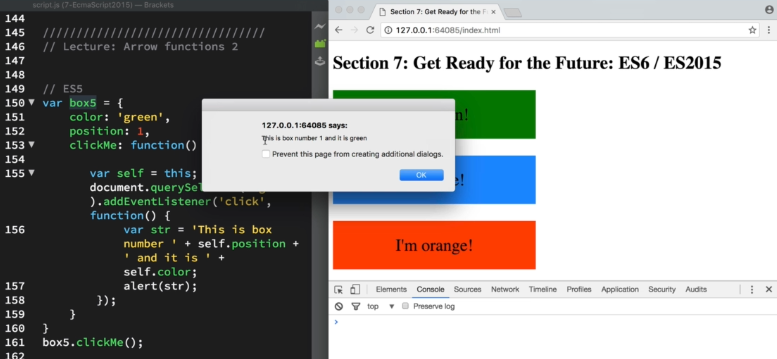 script.js (7-EcmaScript2015) — Brackets
144
145 /////////////////////////////////
146 // Lecture: Arrow functions 2
147
148
149 // ES5
150 var box5 = {
151 color: 'green',
152 position: 1,
153 clickMe: function()
154
155 var self = this;
document.querySel
).addEventListener('click',
function() {
156 var str = 'This is box
number ' + self.position +
' and it is ' +
self.color;
157 alert(str);
158 });
159 }
160 }
161 box5.clickMe();
162
Section 7: Get Ready for the F
127.0.0.1:64085/index.html
Section 7: Get Ready for the Future: ES6 / ES2015
n!
e!
I'm orange!
127.0.0.1:64085 says:
This is box number 1 and it is green
Prevent this page from creating additional dialogs.
OK
Elements Console Sources Network Timeline Profiles Application Security Audits
top Preserve log